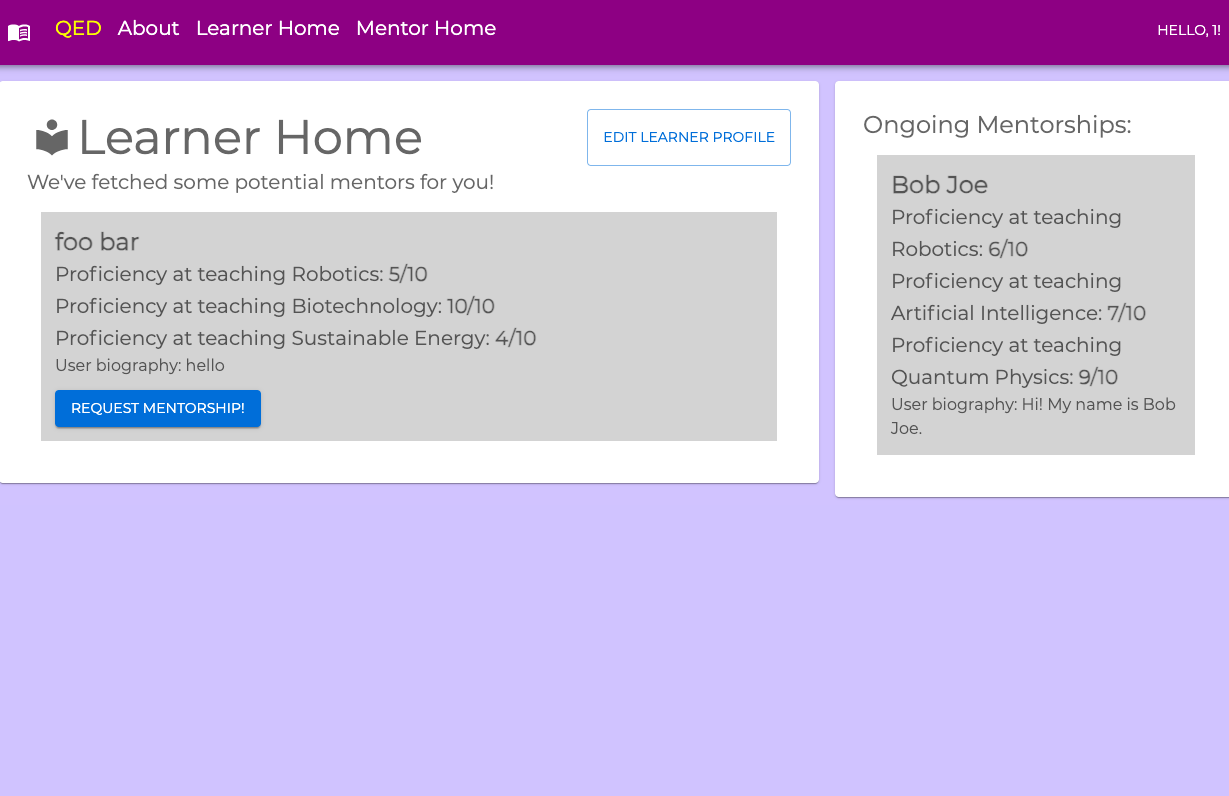 QED About Learner Home Mentor Home
HELLO, 1!
Learner Home
EDIT LEARNER PROFILE
We've fetched some potential mentors for you!
foo bar
Proficiency at teaching Robotics: 5/10
Proficiency at teaching Biotechnology: 10/10
Proficiency at teaching Sustainable Energy: 4/10
User biography: hello
REQUEST MENTORSHIP!
Ongoing Mentorships:
Bob Joe
Proficiency at teaching
Robotics: 6/10
Proficiency at teaching
Artificial Intelligence: 7/10
Proficiency at teaching
Quantum Physics: 9/10
User biography: Hi! My name is Bob
Joe.